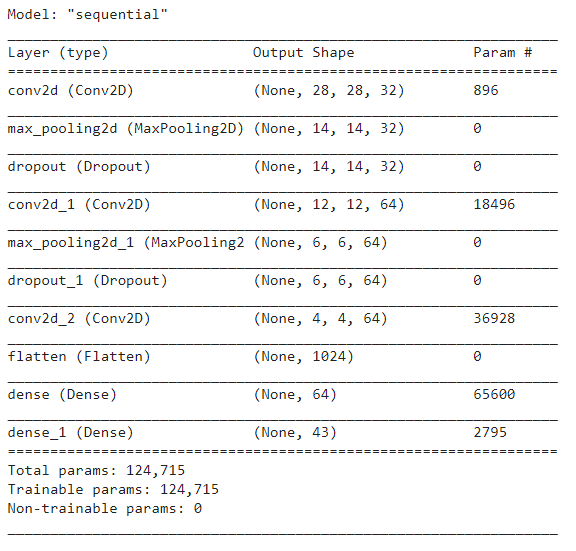 Model: "sequential"
Layer (type) Output Shape Param #
conv2d (Conv2D) (None, 28, 28, 32) 896
max_pooling2d (MaxPooling2D) (None, 14, 14, 32) 0
dropout (Dropout) (None, 14, 14, 32) 0
conv2d_1 (Conv2D) (None, 12, 12, 64) 18496
max_pooling2d_1 (MaxPooling2 (None, 6, 6, 64) 0
dropout_1 (Dropout) (None, 6, 6, 64) 0
conv2d_2 (Conv2D) (None, 4, 4, 64) 36928
flatten (Flatten) (None, 1024) 0
dense (Dense) (None, 64) 65600
dense_1 (Dense) (None, 43) 2795
Total params: 124,715
Trainable params: 124,715
Non-trainable params: 0